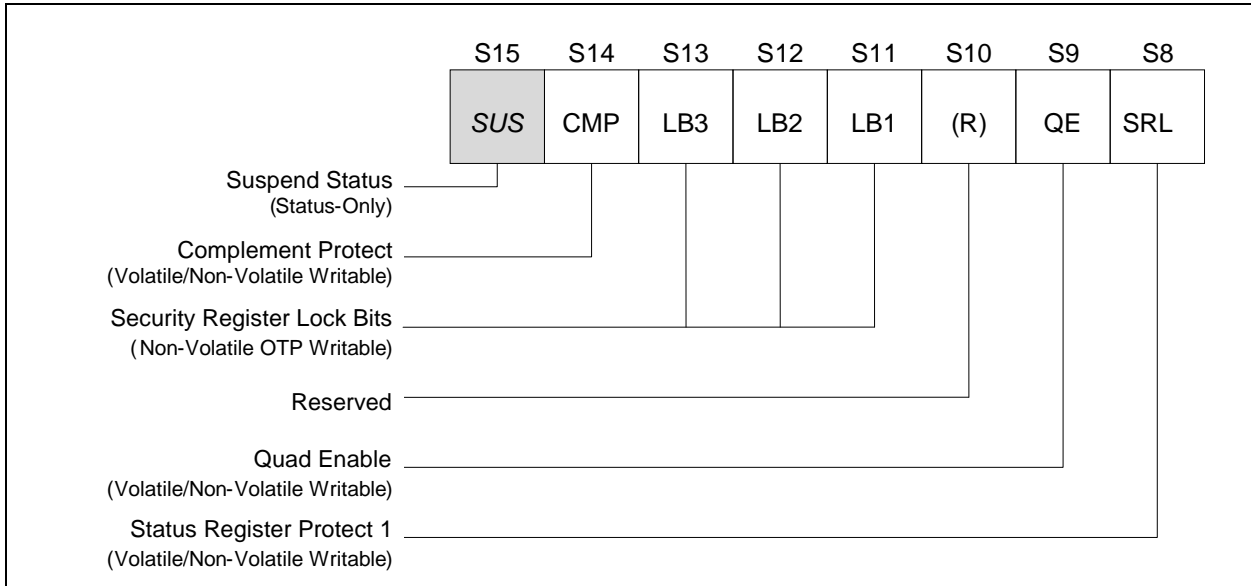 S15 S14 S13 S12 S11 S10 S9 S8
SUS CMP LB3 LB2 LB1 (R) QE SRL
Suspend Status
(Status-Only)
Complement Protect
(Volatile/Non-Volatile Writable)
Security Register Lock Bits
(Non-Volatile OTP Writable)
Reserved
Quad Enable
(Volatile/Non-Volatile Writable)
Status Register Protect 1
(Volatile/Non-Volatile Writable)